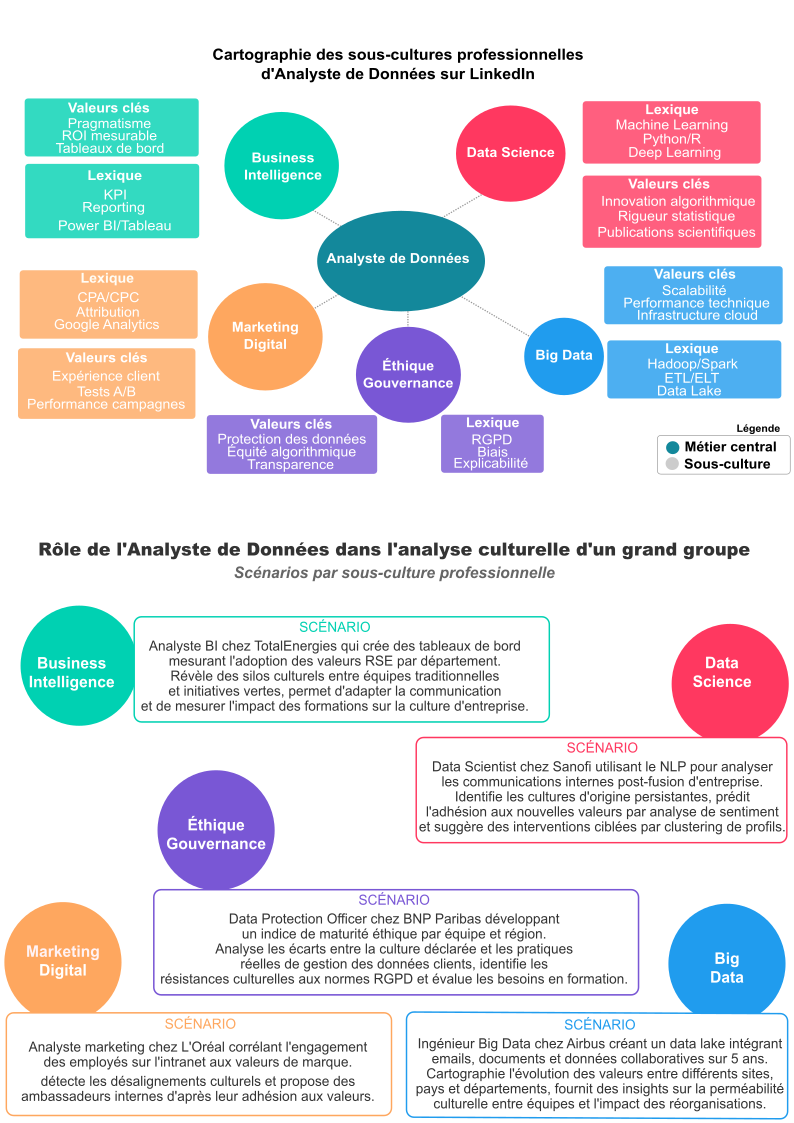 Cartographie des sous-cultures professionnelles
d'Analyste de Données sur LinkedIn
Valeurs clés
Pragmatisme
ROI mesurable
Tableaux de bord
Lexique
KPI
Reporting
Power BI/Tableau
Business
Intelligence
Data Science
Lexique
Machine Learning
Python/R
Deep Learning
Valeurs clés
Innovation algorithmique
Rigueur statistique
Publications scientifiques
Analyste de Données
Lexique
CPA/CPC
Attribution
Google Analytics
Valeurs clés
Expérience client
Tests A/B
Performance campagnes
Marketing
Digital
Éthique
Gouvernance
Big Data
Valeurs clés
Scalabilité
Performance technique
Infrastructure cloud
Lexique
Hadoop/Spark
ETL/ELT
Data Lake
Valeurs clés
Protection des données
Équité algorithmique
Transparence
Lexique
RGPD
Biais
Explicabilité
Légende
Métier central
Sous-culture
Rôle de l'Analyste de Données dans l'analyse culturelle d'un grand groupe
Scénarios par sous-culture professionnelle
Business
Intelligence
SCÉNARIO
Analyste BI chez TotalEnergies qui crée des tableaux de bord
mesurant l'adoption des valeurs RSE par département.
Révèle des silos culturels entre équipes traditionnelles
et initiatives vertes, permet d'adapter la communication
et de mesurer l'impact des formations sur la culture d'entreprise.
Data
Science
SCÉNARIO
Data Scientist chez Sanofi utilisant le NLP pour analyser
les communications internes post-fusion d'entreprise.
Identifie les cultures d'origine persistantes, prédit
l'adhésion aux nouvelles valeurs par analyse de sentiment
et suggère des interventions ciblées par clustering de profils.
Éthique
Gouvernance
SCÉNARIO
Data Protection Officer chez BNP Paribas développant
un indice de maturité éthique par équipe et région.
Analyse les écarts entre la culture déclarée et les pratiques
réelles de gestion des données clients, identifie les
résistances culturelles aux normes RGPD et évalue les besoins en formation.
Marketing
Digital
SCÉNARIO
Analyste marketing chez L'Oréal corrélant l'engagement
des employés sur l'intranet aux valeurs de marque.
détecte les désalignements culturels et propose des
ambassadeurs internes d'après leur adhésion aux valeurs.
Big
Data
SCÉNARIO
Ingénieur Big Data chez Airbus créant un data lake intégrant
emails, documents et données collaboratives sur 5 ans.
Cartographie l'évolution des valeurs entre différents sites,
pays et départements, fournit des insights sur la perméabilité
culturelle entre équipes et l'impact des réorganisations.